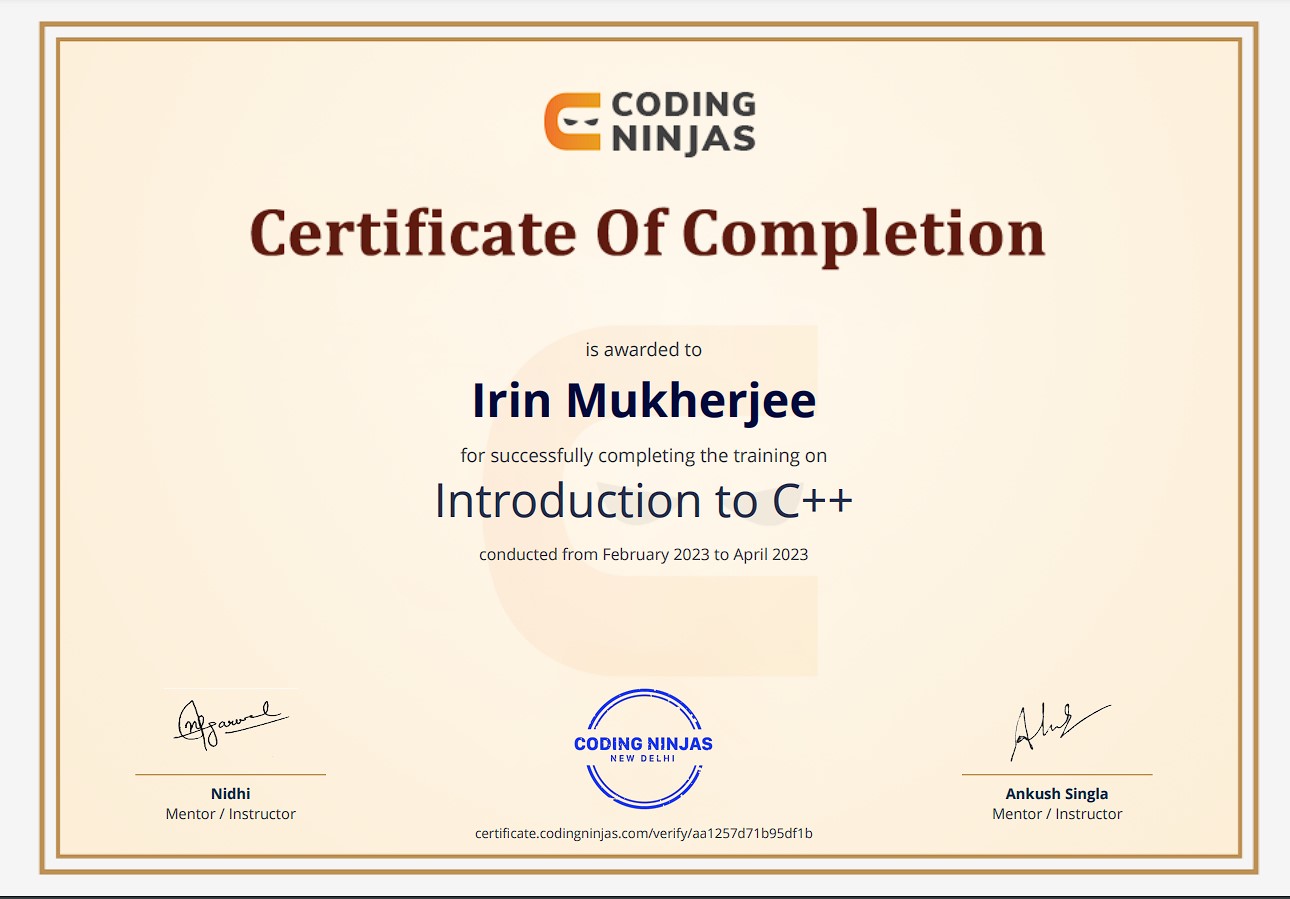 CODING
NINJAS
Certificate Of Completion
is awarded to
Irin Mukherjee
for successfully completing the training on
Introduction to C++
conducted from February 2023 to April 2023
CODING NINJAS
NEW DELHI
Nidhi
Mentor / Instructor
Ankush Singla
Mentor / Instructor
certificate.codingninjas.com/verify/aa1257d71b95df1b